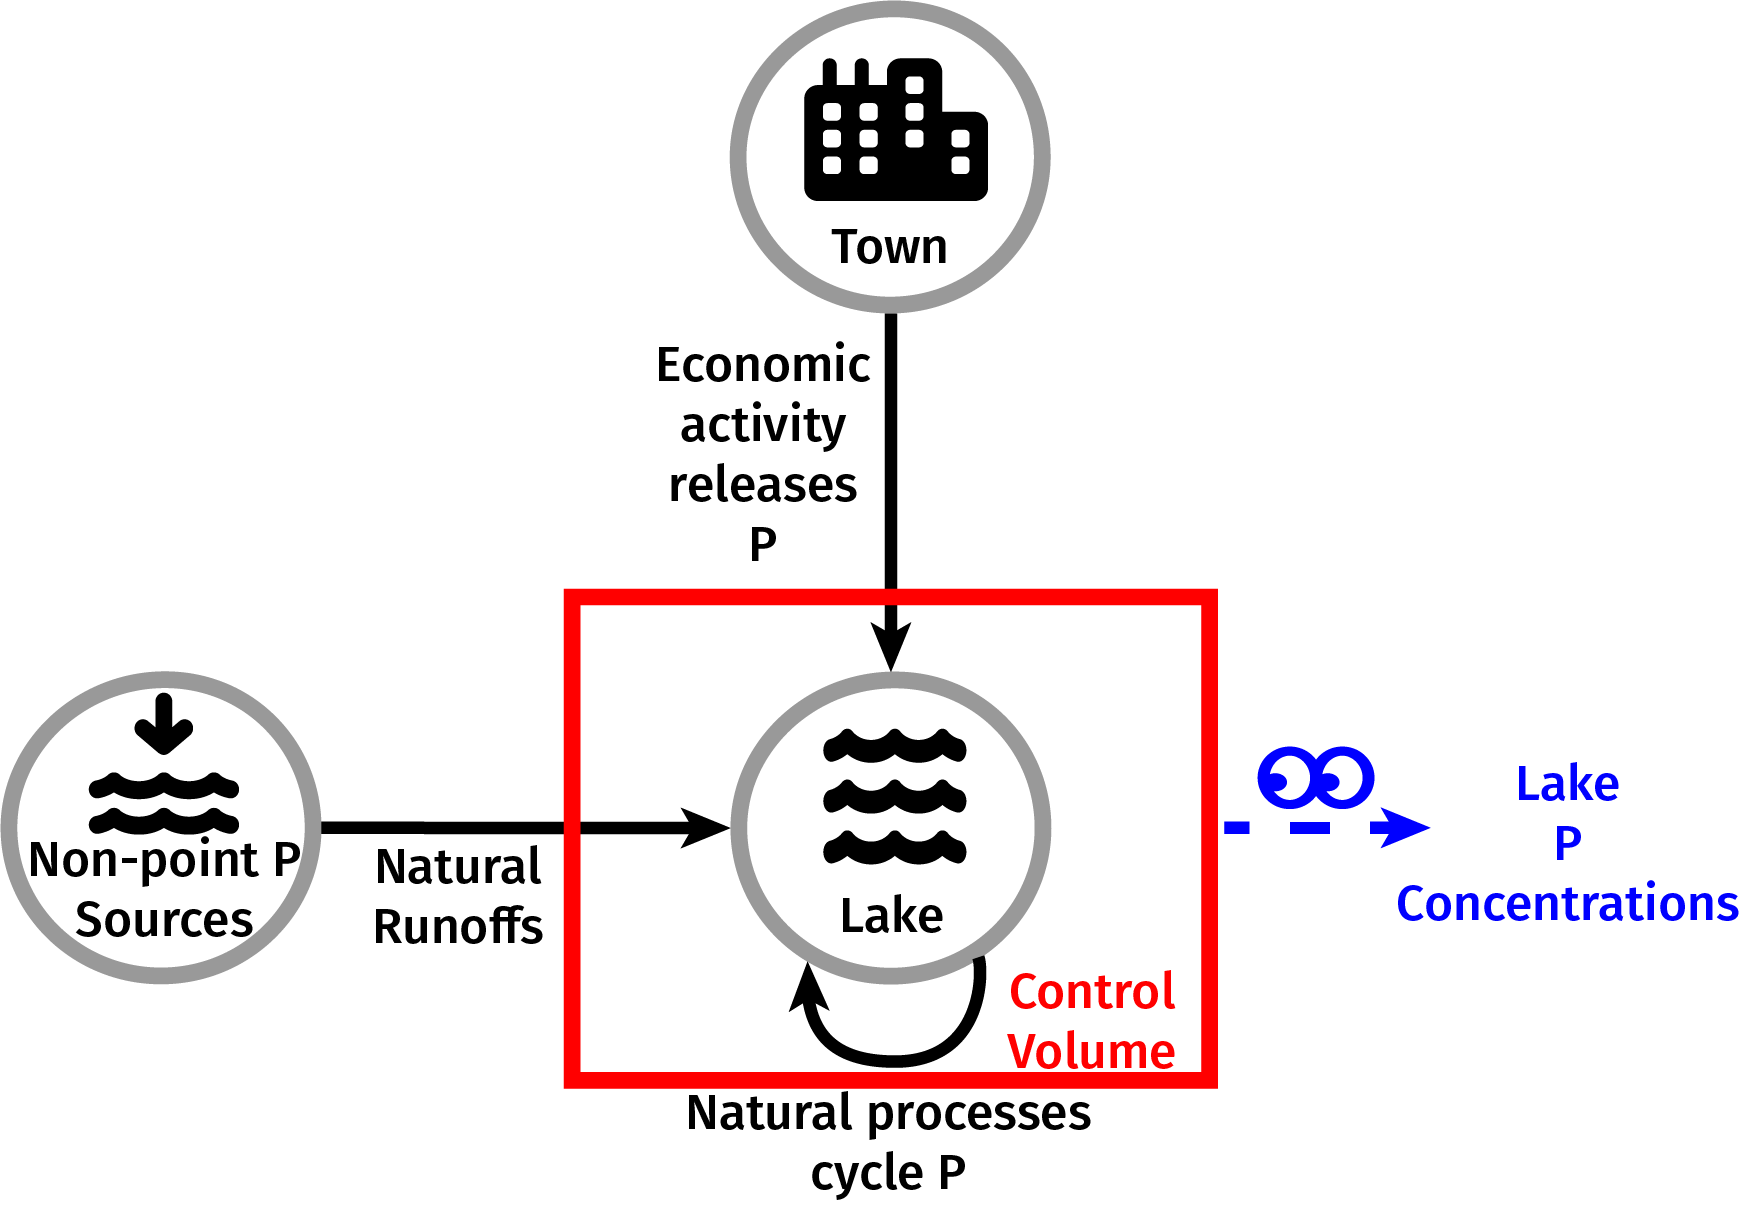 Town
Economic
activity
releases
P
Non-point P
Sources
Natural
Runoffs
Lake
Control
Volume
Natural processes
cycle P
Lake
P
Concentrations